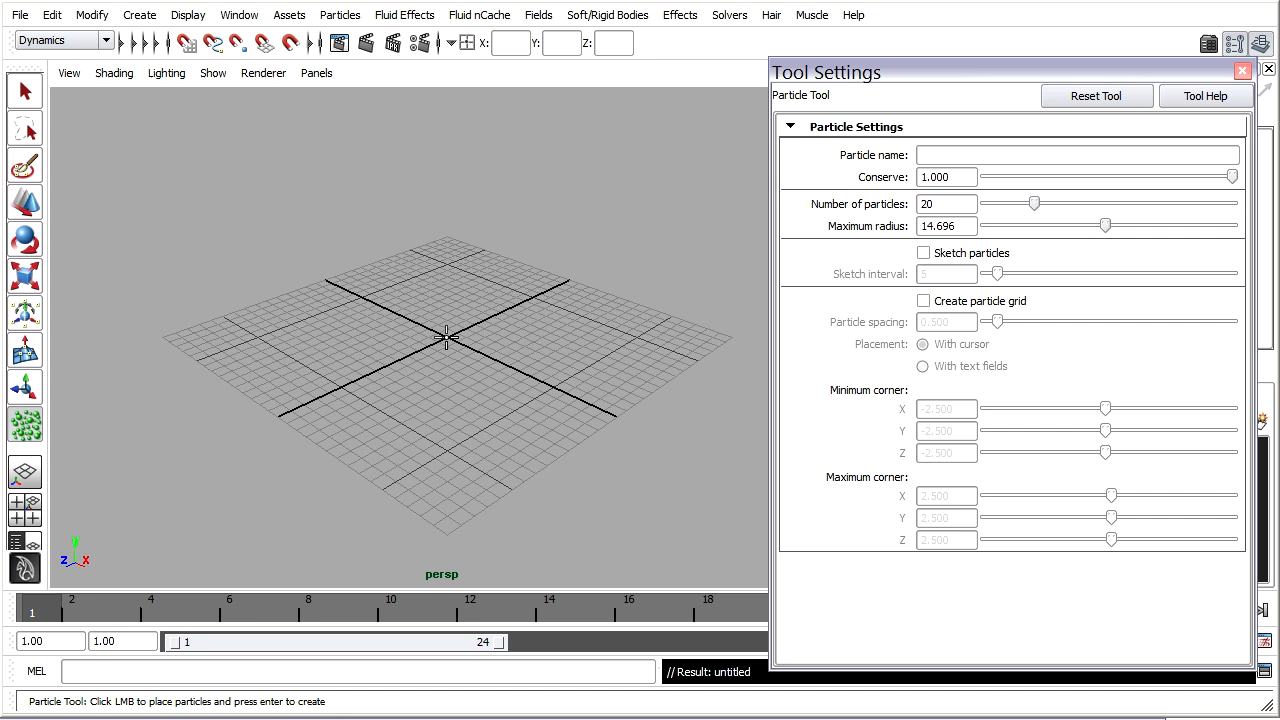 File Edit Modify Create Display Window Assets Particles Fluid Effects Fluid nCache Fields Soft/Rigid Bodies Effects Solvers Hair Muscle Help
Dynamics X: Y: Z:
View Shading Lighting Show Renderer Panels
Tool Settings
Particle Tool Reset Tool Tool Help
Particle Settings
Particle name:
Conserve: 1.000
Number of particles: 20
Maximum radius: 14.696
Sketch particles
Sketch interval: 5
Create particle grid
Particle spacing: 0.500
Placement: With cursor
With text fields
Minimum corner:
X -2.500
Y -2.500
Z -2.500
Maximum corner:
X 2.500
Y 2.500
Z 2.500
y
z x
persp
1 2 4 6 8 10 12 14 16 18
1.00 1.00 1 24
MEL // Result: untitled
Particle Tool: Click LMB to place particles and press enter to create